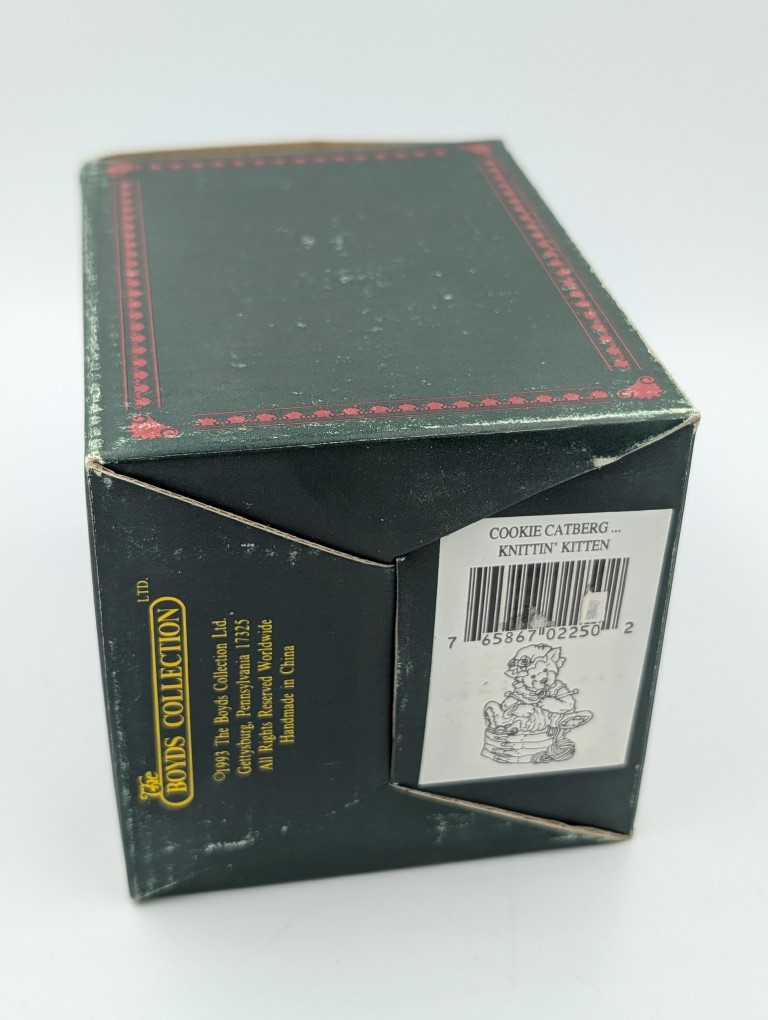 The
BOYDS COLLECTION
LTD.
©1993 The Boyds Collection Ltd.
Gettysburg, Pennsylvania 17325
All Rights Reserved Worldwide
Handmade in China
COOKIE CATBERG ...
KNITTIN' KITTEN
7 65867 02250 2